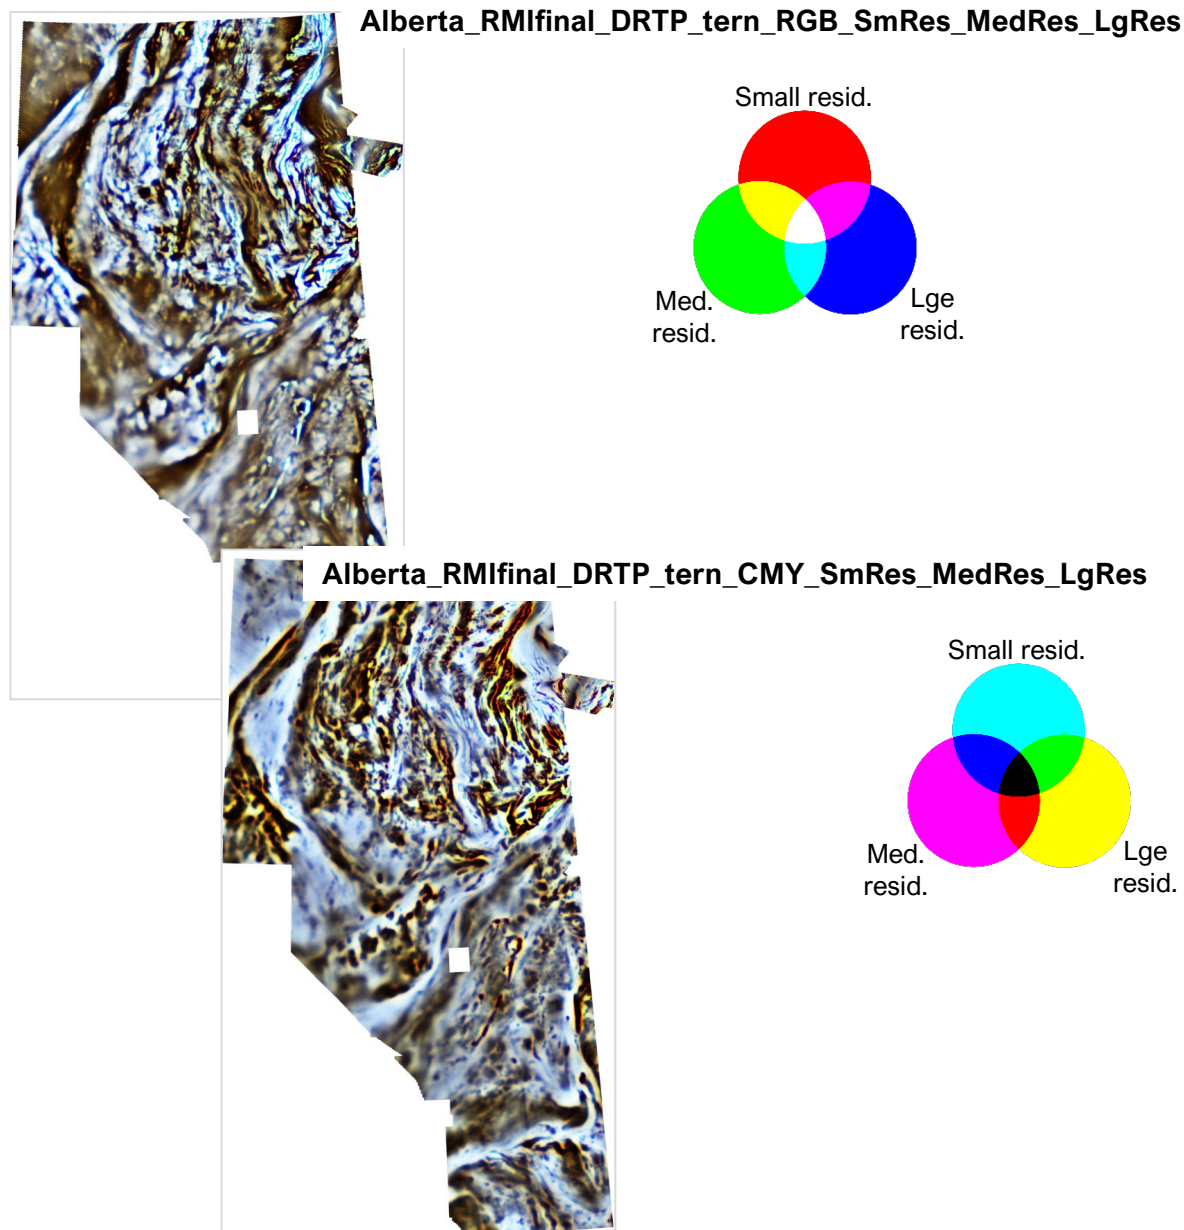 Alberta_RMIfinal_DRTP_tern_RGB_SmRes_MedRes_LgRes
Small resid.
Med.
resid.
Lge
resid.
Alberta_RMIfinal_DRTP_tern_CMY_SmRes_MedRes_LgRes
Small resid.
Med.
resid.
Lge
resid.